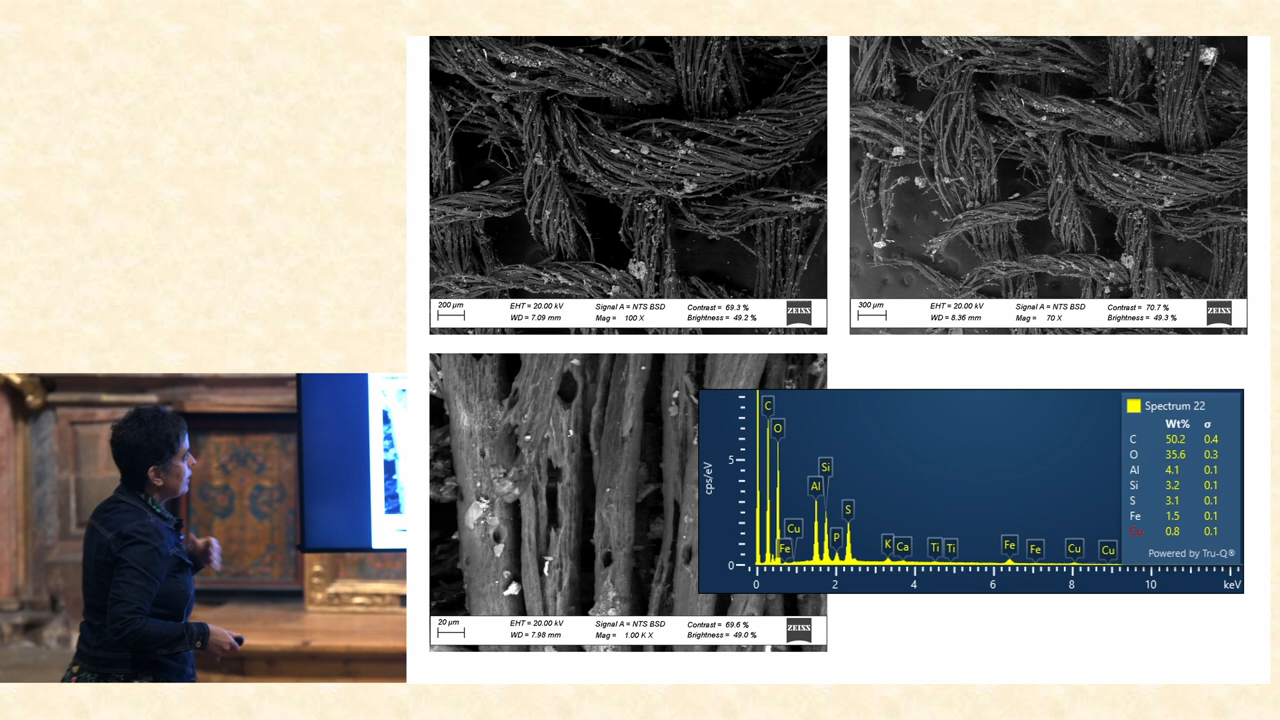 200 µm
EHT = 20.00 kV
Signal A = NTS BSD
Contrast = 69.3 %
WD = 7.09 mm
Mag = 100 X
Brightness = 49.2 %
ZEISS
300 µm
EHT = 20.00 kV
Signal A = NTS BSD
Contrast = 70.7 %
WD = 8.36 mm
Mag = 70 X
Brightness = 49.3 %
ZEISS
20 µm
EHT = 20.00 kV
Signal A = NTS BSD
Contrast = 69.6 %
WD = 7.98 mm
Mag = 1.00 K X
Brightness = 49.0 %
ZEISS
cps/eV
5
0
C
O
Fe
Cu
Al
Si
P
S
K
Ca
Ti
Ti
Fe
Fe
Cu
Cu
0 2 4 6 8 10 keV
Spectrum 22
Wt% σ
C 50.2 0.4
O 35.6 0.3
Al 4.1 0.1
Si 3.2 0.1
S 3.1 0.1
Fe 1.5 0.1
Cu 0.8 0.1
Powered by Tru-Q®